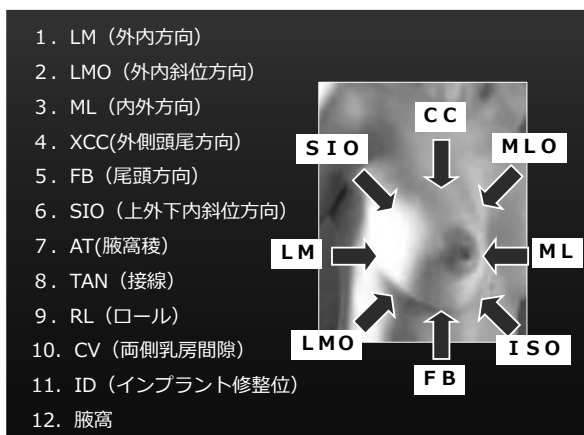 1．LM（外内方向）
2．LMO（外内斜位方向）
3．ML（内外方向）
4．XCC(外側頭尾方向）
5．FB（尾頭方向）
6．SIO（上外下内斜位方向）
7．AT(腋窩稜）
8．TAN（接線）
9．RL（ロール）
10．CV（両側乳房間隙）
11．ID（インプラント修整位）
12．腋窩
CC
SIO
MLO
LM
ML
LMO
ISO
FB